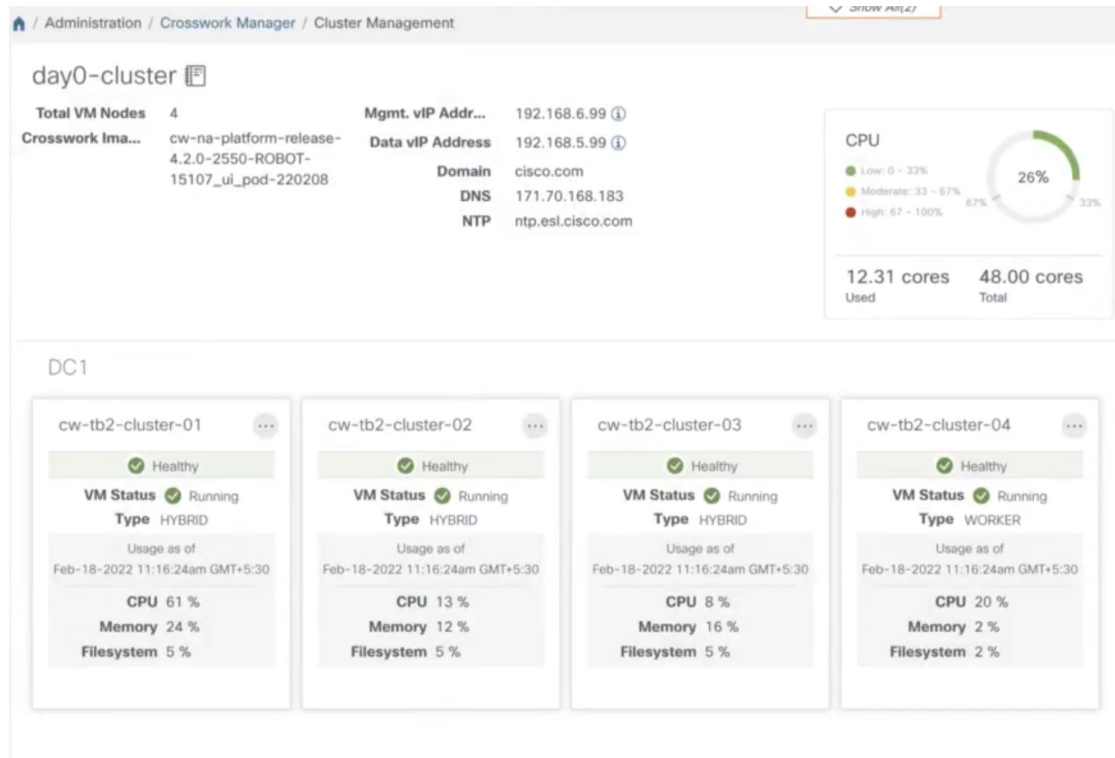 / Administration / Crosswork Manager / Cluster Management
Show All(2)
day0-cluster
Total VM Nodes 4
Crosswork Ima... cw-na-platform-release-
4.2.0-2550-ROBOT-
15107_ui_pod-220208
Mgmt. vIP Addr... 192.168.6.99
Data vIP Address 192.168.5.99
Domain cisco.com
DNS 171.70.168.183
NTP ntp.esl.cisco.com
CPU
Low: 0 - 33%
Moderate: 33 - 67%
High: 67 - 100%
26%
67%
33%
12.31 cores
Used
48.00 cores
Total
DC1
cw-tb2-cluster-01
Healthy
VM Status Running
Type HYBRID
Usage as of
Feb-18-2022 11:16:24am GMT+5:30
CPU 61 %
Memory 24 %
Filesystem 5 %
cw-tb2-cluster-02
Healthy
VM Status Running
Type HYBRID
Usage as of
Feb-18-2022 11:16:24am GMT+5:30
CPU 13 %
Memory 12 %
Filesystem 5 %
cw-tb2-cluster-03
Healthy
VM Status Running
Type HYBRID
Usage as of
Feb-18-2022 11:16:24am GMT+5:30
CPU 8 %
Memory 16 %
Filesystem 5 %
cw-tb2-cluster-04
Healthy
VM Status Running
Type WORKER
Usage as of
Feb-18-2022 11:16:24am GMT+5:30
CPU 20 %
Memory 2 %
Filesystem 2 %